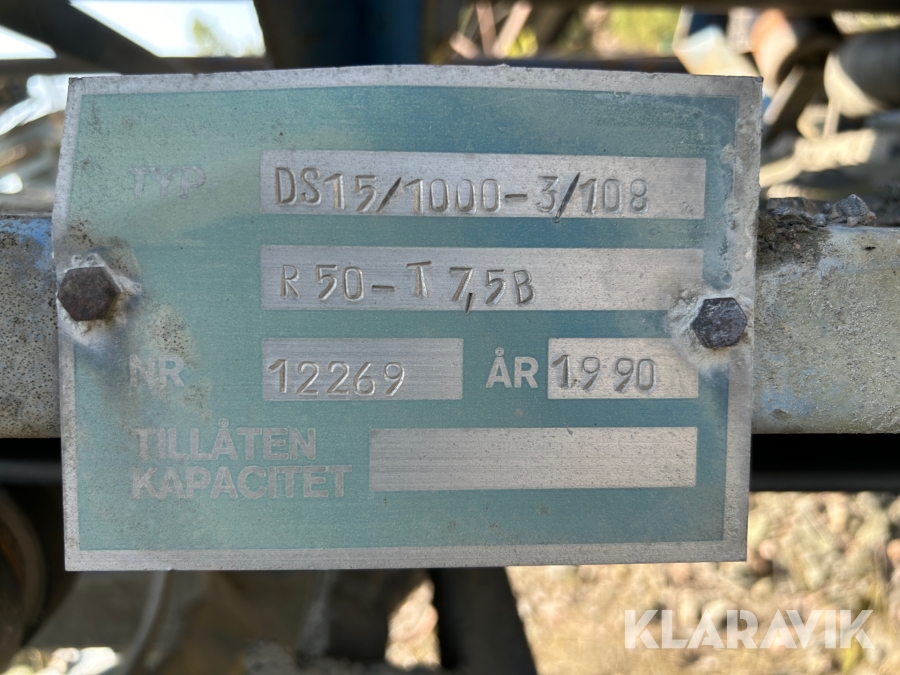 TYP DS15/1000-3/108
R 50-T 7,5B
NR 12269 ÅR 1990
TILLÅTEN
KAPACITET
KLARAVIK